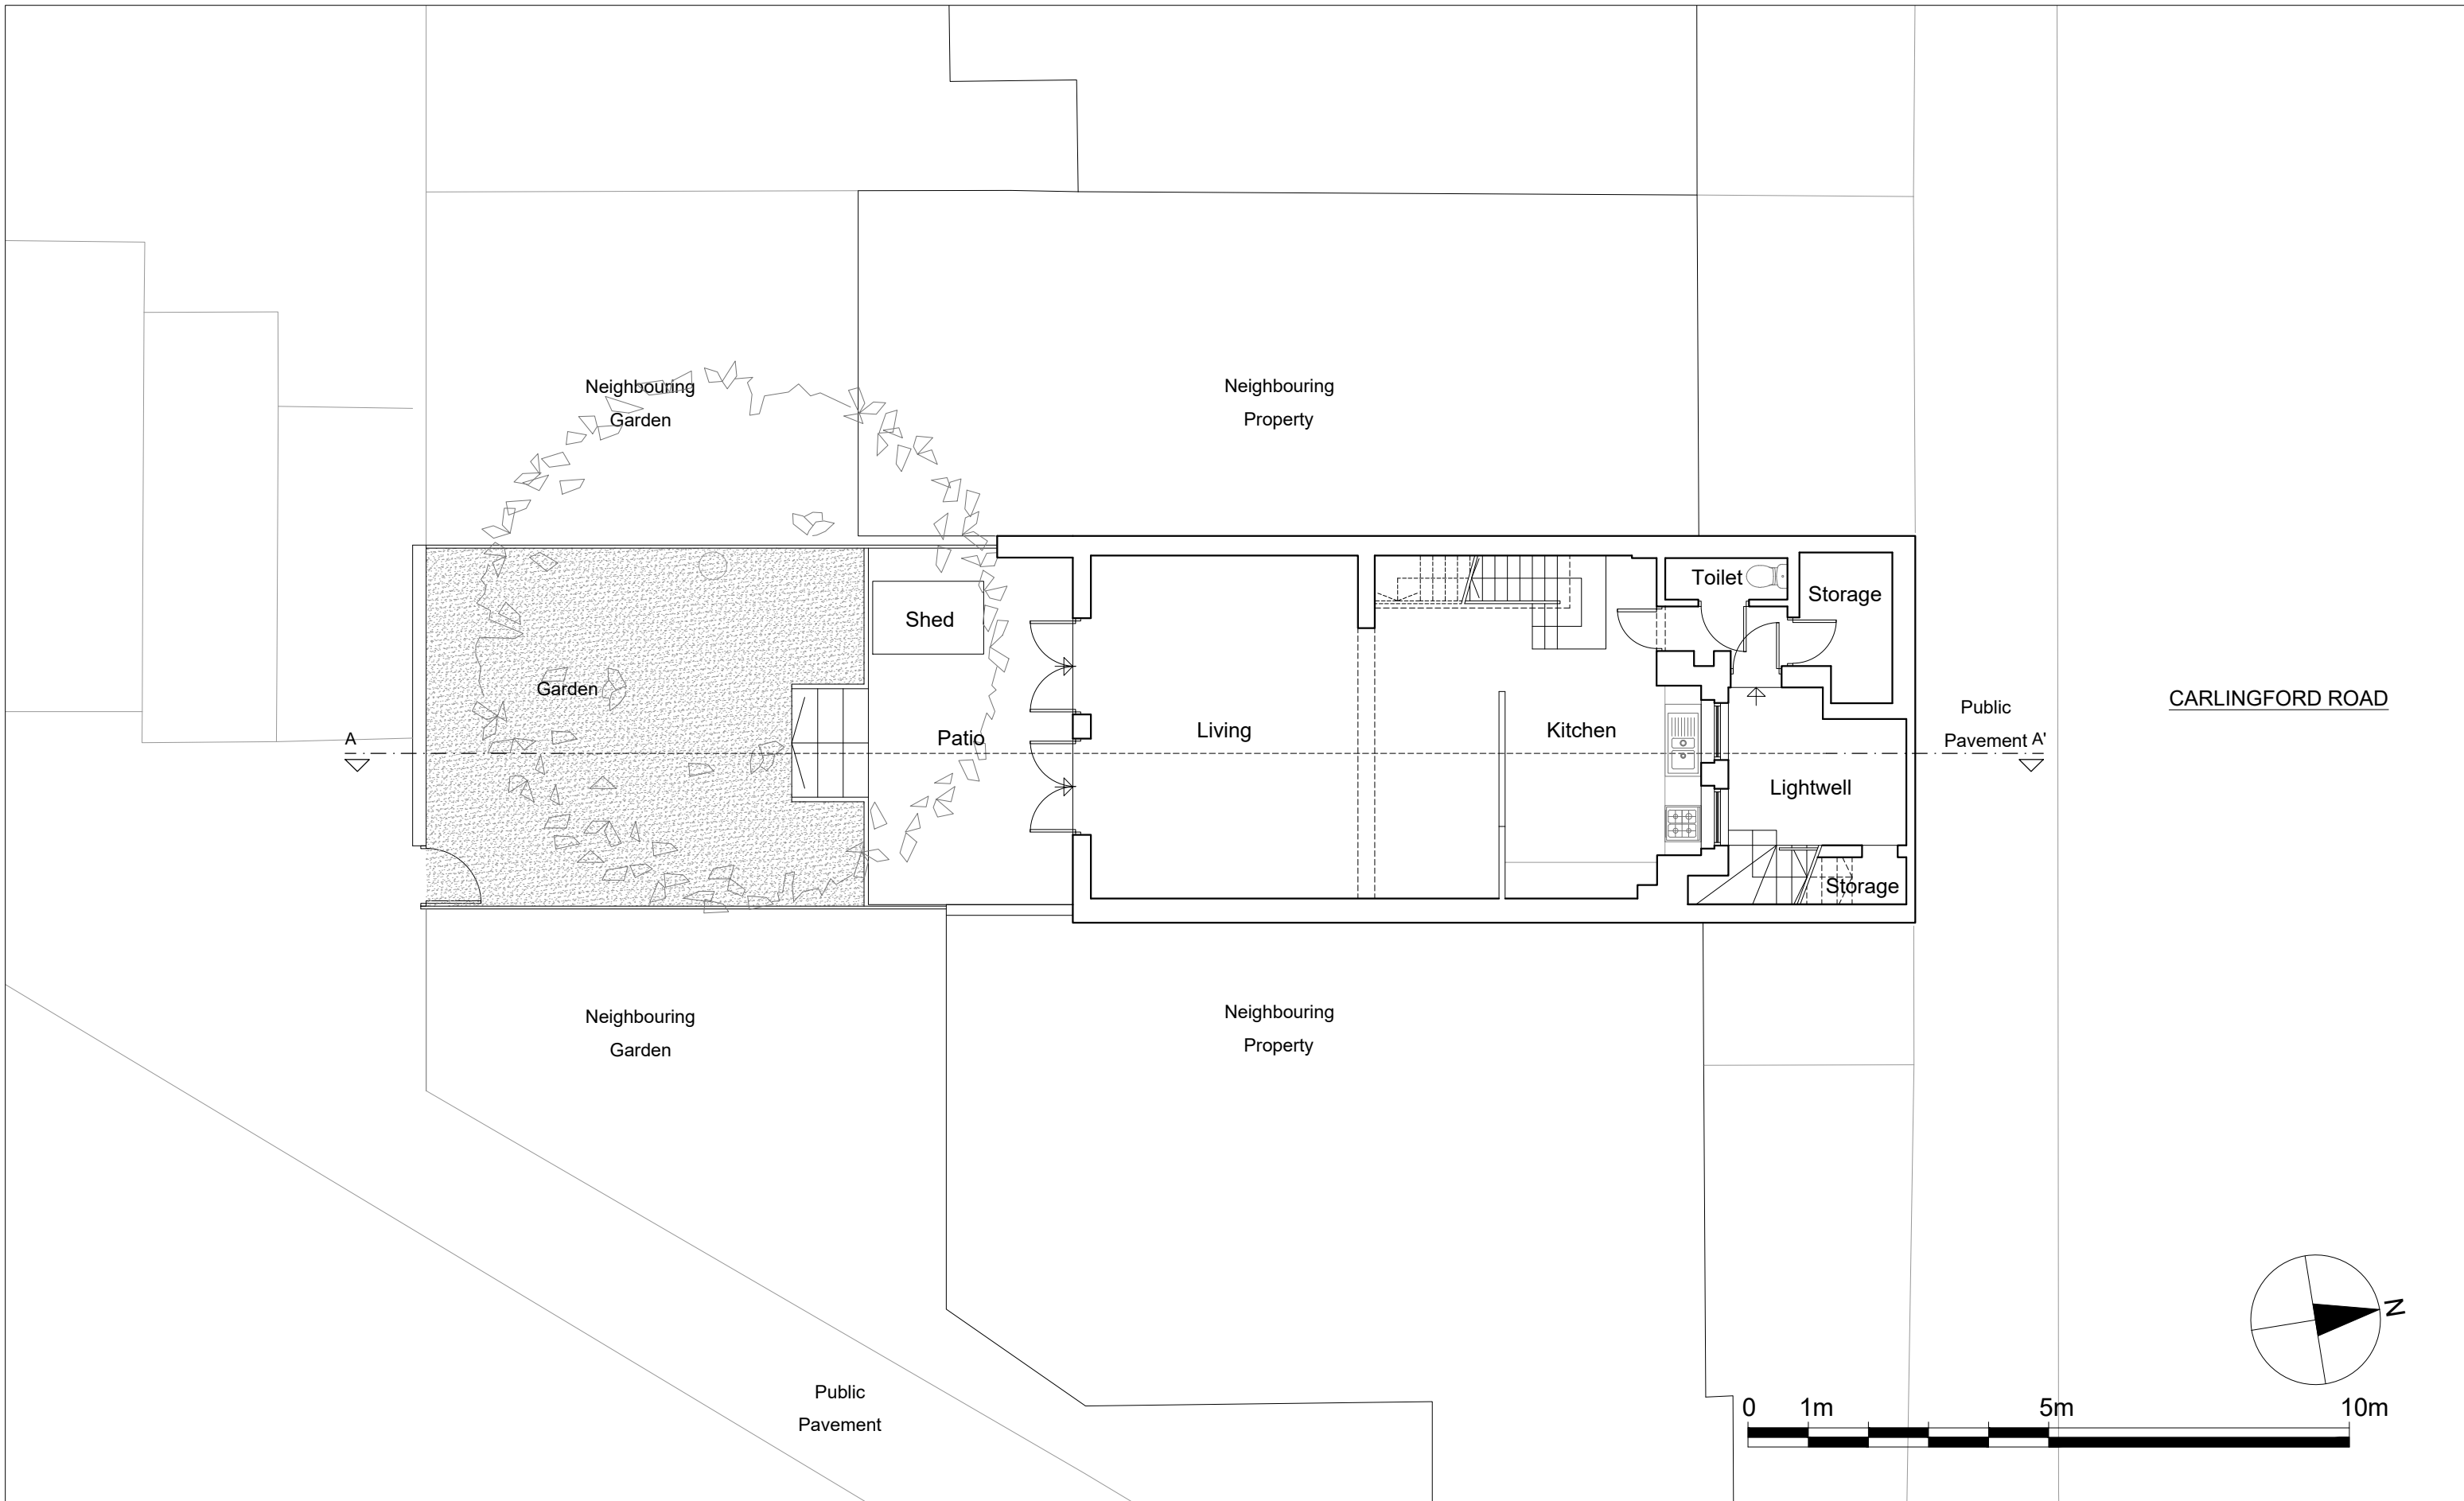 Neighbouring
Garden
Neighbouring
Property
Toilet
Storage
Shed
Garden
Patio
Living
Kitchen
Lightwell
Storage
A
Public
Pavement
A'
CARLINGFORD ROAD
Neighbouring
Garden
Neighbouring
Property
Public
Pavement
N
0 1m 5m 10m